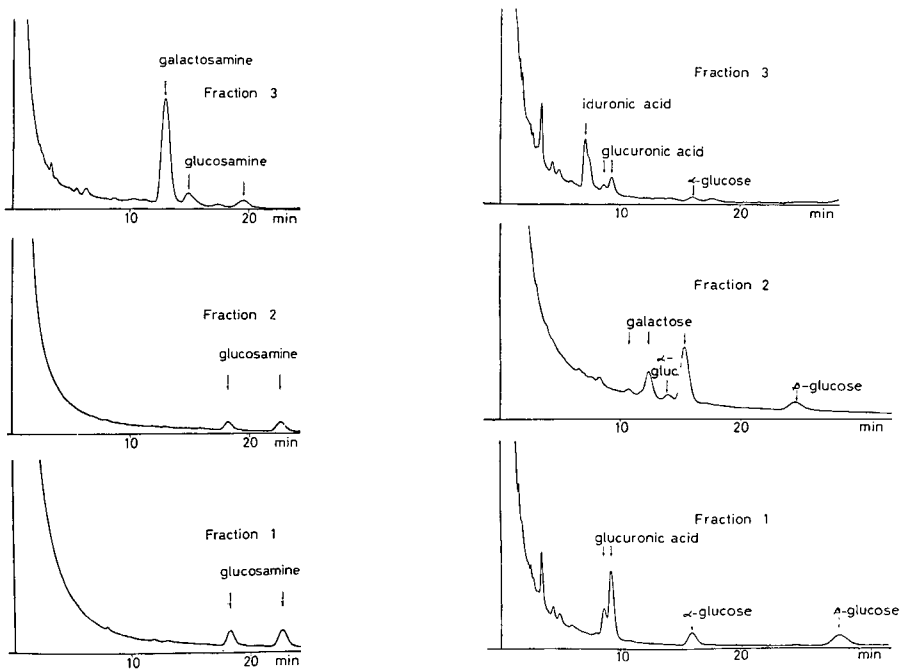 galactosamine
Fraction 3
glucosamine
10
20
min
Fraction 2
glucosamine
10
20
min
Fraction 1
glucosamine
10
20
min
Fraction 3
iduronic acid
glucuronic acid
α-glucose
10
20
min
Fraction 2
galactose
α-
gluc
β-glucose
10
20
min
Fraction 1
glucuronic acid
α-glucose
β-glucose
10
20
min